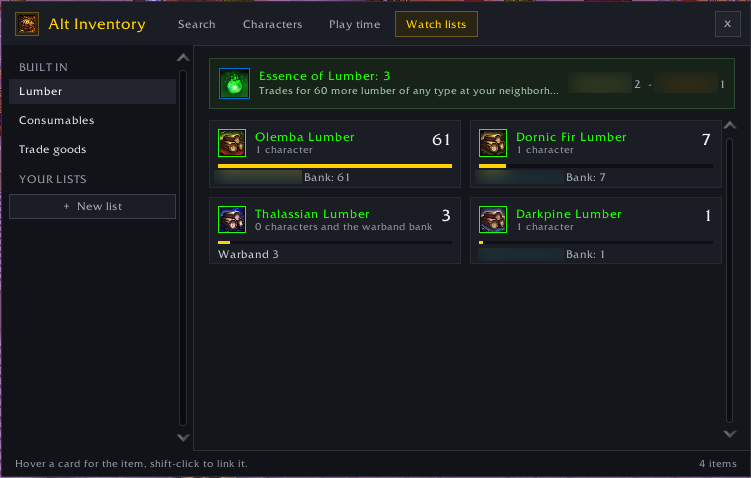 Alt Inventory
Search
Characters
Play time
Watch lists
X
BUILT IN
Lumber
Consumables
Trade goods
YOUR LISTS
+ New list
Essence of Lumber: 3
Trades for 60 more lumber of any type at your neighborh...
2 - 1
Olemba Lumber
61
1 character
Bank: 61
Dornic Fir Lumber
7
1 character
Bank: 7
Thalassian Lumber
3
0 characters and the warband bank
Warband 3
Darkpine Lumber
1
1 character
Bank: 1
Hover a card for the item, shift-click to link it.
4 items